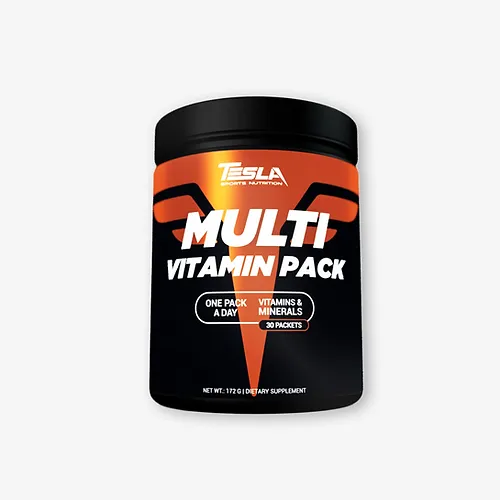 TESLA
SPORTS NUTRITION
MULTI
VITAMIN PACK
ONE PACK
A DAY
VITAMINS &
MINERALS
30 PACKETS
NET WT.: 172 G | DIETARY SUPPLEMENT